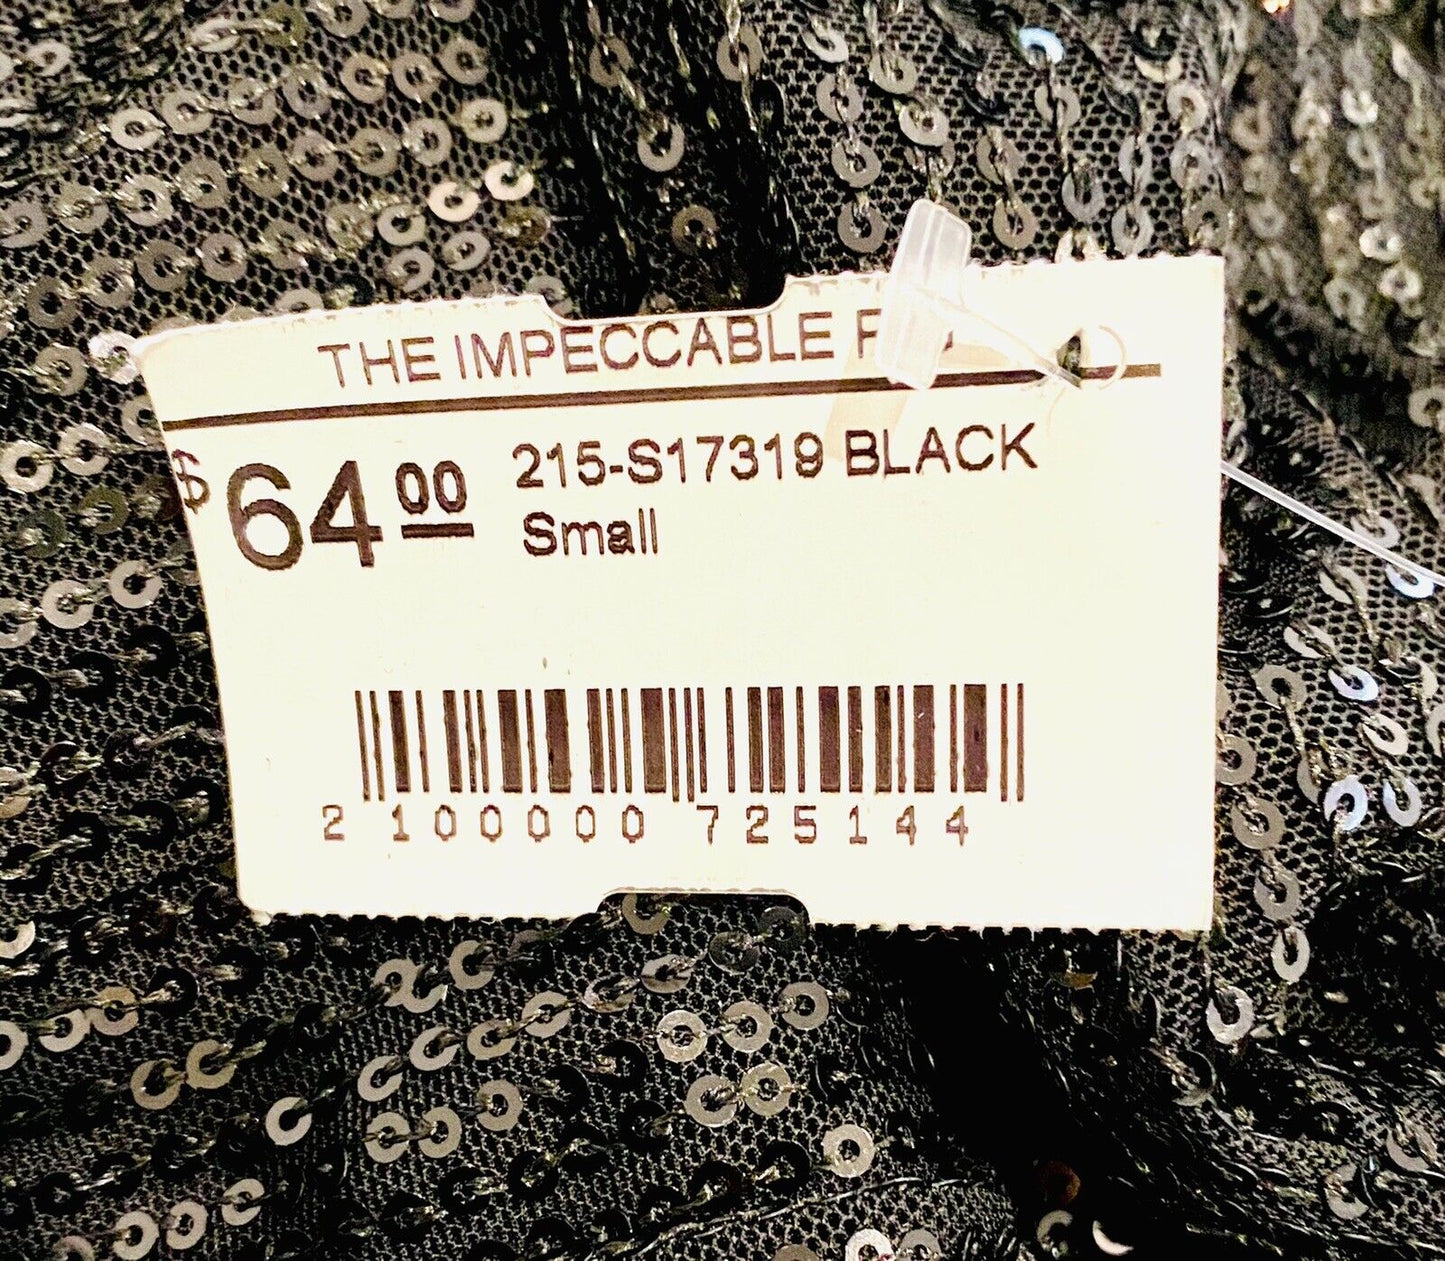 THE IMPECCABLE
$64.00
215-S17319 BLACK
Small
2 100000 725144